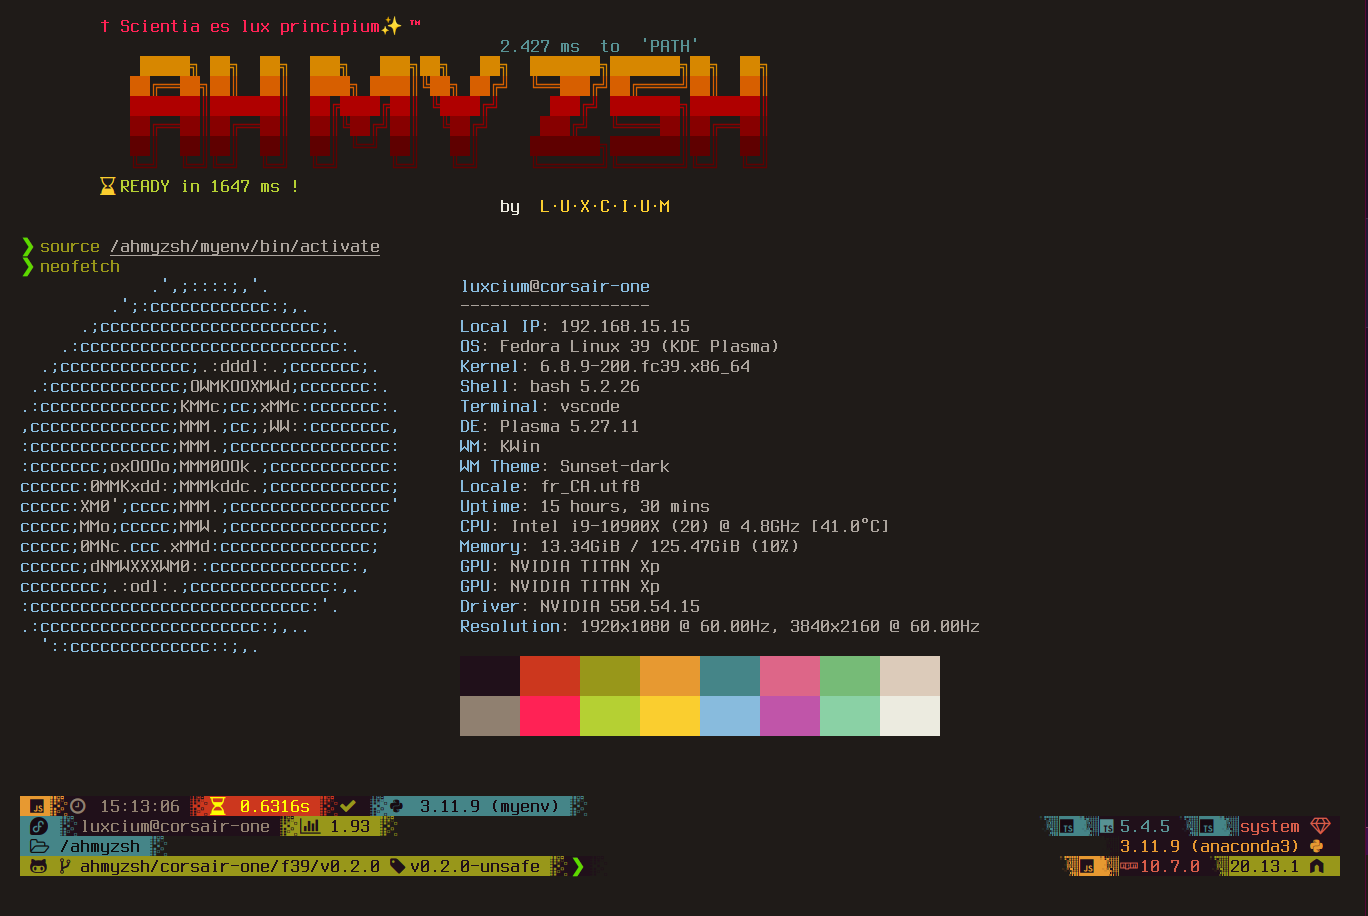 † Scientia es lux principium✨ ™
2.427 ms to 'PATH'
AH MY ZSH
⏳READY in 1647 ms !
by L·U·X·C·I·U·M
❯ source /ahmyzsh/myenv/bin/activate
❯ neofetch
.',;::::;,'.
luxcium@corsair-one
.';:cccccccccccc:;,.
-------------------
.;cccccccccccccccccccccc;.
Local IP: 192.168.15.15
.:cccccccccccccccccccccccccc:.
OS: Fedora Linux 39 (KDE Plasma)
.;ccccccccccccc;.:dddl:.;ccccccc;.
Kernel: 6.8.9-200.fc39.x86_64
.:ccccccccccccc;OWMKOOXMWd;ccccccc:.
Shell: bash 5.2.26
.:ccccccccccccc;KMMc;cc;xMMc:ccccccc:.
Terminal: vscode
,cccccccccccccc;MMM.;cc;;WW::cccccccc,
DE: Plasma 5.27.11
:cccccccccccccc;MMM.;cccccccccccccccc:
WM: KWin
:ccccccc;oxOOOo;MMM0OOk.;cccccccccccc:
WM Theme: Sunset-dark
cccccc:0MMKxdd:;MMMkddc.;cccccccccccc;
Locale: fr_CA.utf8
ccccc:XM0';cccc;MMM.;cccccccccccccccc'
Uptime: 15 hours, 30 mins
ccccc;MMo;ccccc;MMW.;ccccccccccccccc;
CPU: Intel i9-10900X (20) @ 4.8GHz [41.0°C]
ccccc;0MNc.ccc.xMMd:ccccccccccccccc;
Memory: 13.34GiB / 125.47GiB (10%)
cccccc;dNMWXXXWM0::cccccccccccccc:,
GPU: NVIDIA TITAN Xp
cccccccc;.:odl:.;cccccccccccccc:,.
GPU: NVIDIA TITAN Xp
:cccccccccccccccccccccccccccc:'.
Driver: NVIDIA 550.54.15
.:cccccccccccccccccccccc:;,..
Resolution: 1920x1080 @ 60.00Hz, 3840x2160 @ 60.00Hz
'::cccccccccccccc::;,.
JS 15:13:06 ⏳ 0.6316s ✔ 3.11.9 (myenv)
luxcium@corsair-one 1.93
TS TS 5.4.5 TS system
/ahmyzsh
3.11.9 (anaconda3)
ahmyzsh/corsair-one/f39/v0.2.0 v0.2.0-unsafe ❯
JS npm 10.7.0 20.13.1